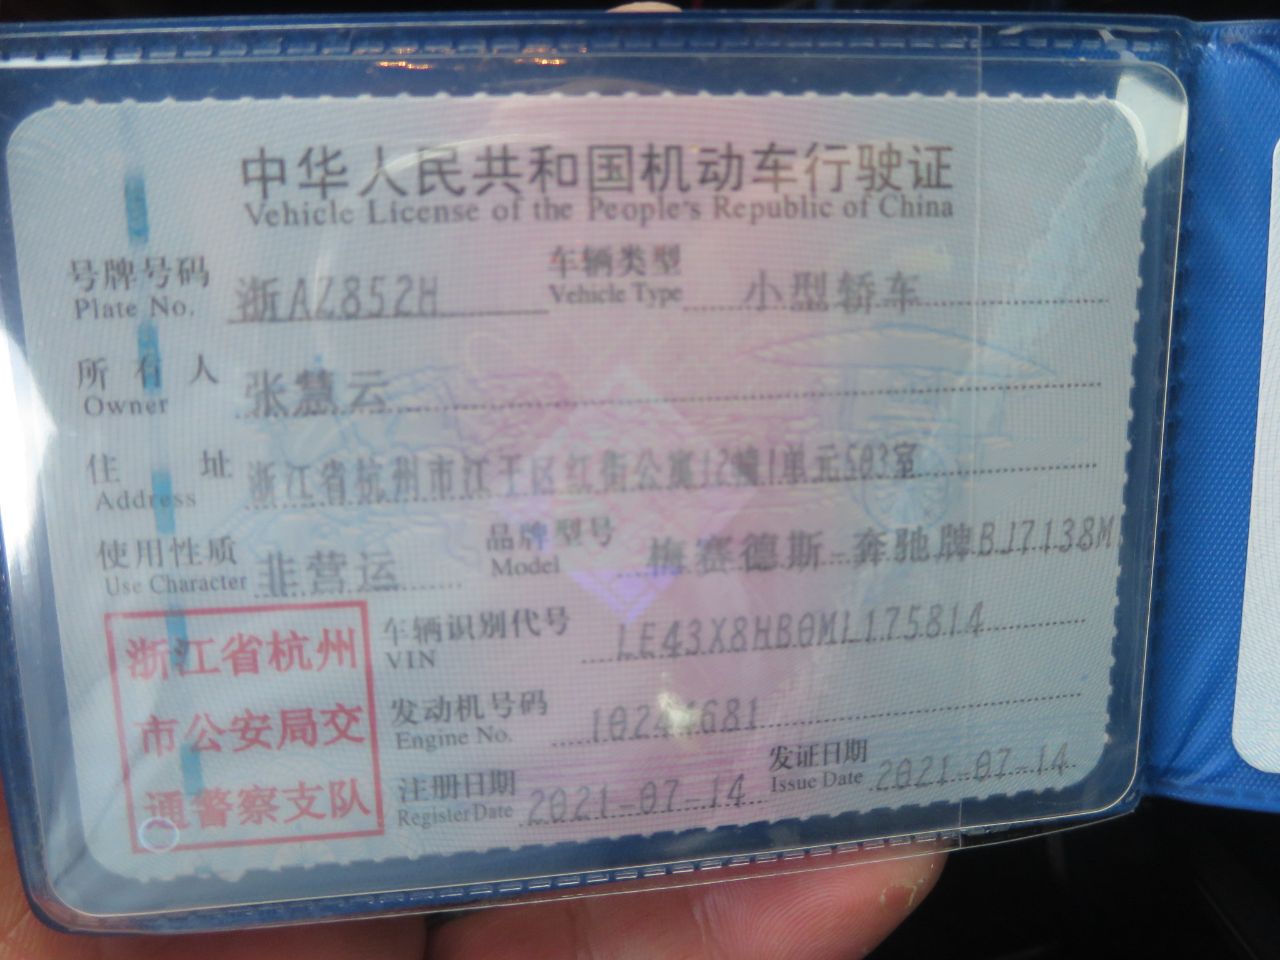 中华人民共和国机动车行驶证
Vehicle License of the People's Republic of China
号牌号码 浙AZ852H 车辆类型 小型轿车
Plate No. Vehicle Type
所有人 张慧云
Owner
住址 浙江省杭州市江干区红街公寓12幢1单元503室
Address
使用性质 非营运 品牌型号 梅赛德斯-奔驰牌BJ7138M
Use Character Model
浙江省杭州
市公安局交
通警察支队
车辆识别代号 LE43X8HB0ML175814
VIN
发动机号码
Engine No.
注册日期 2021-07-14 发证日期 2021-07-14
Register Date Issue Date